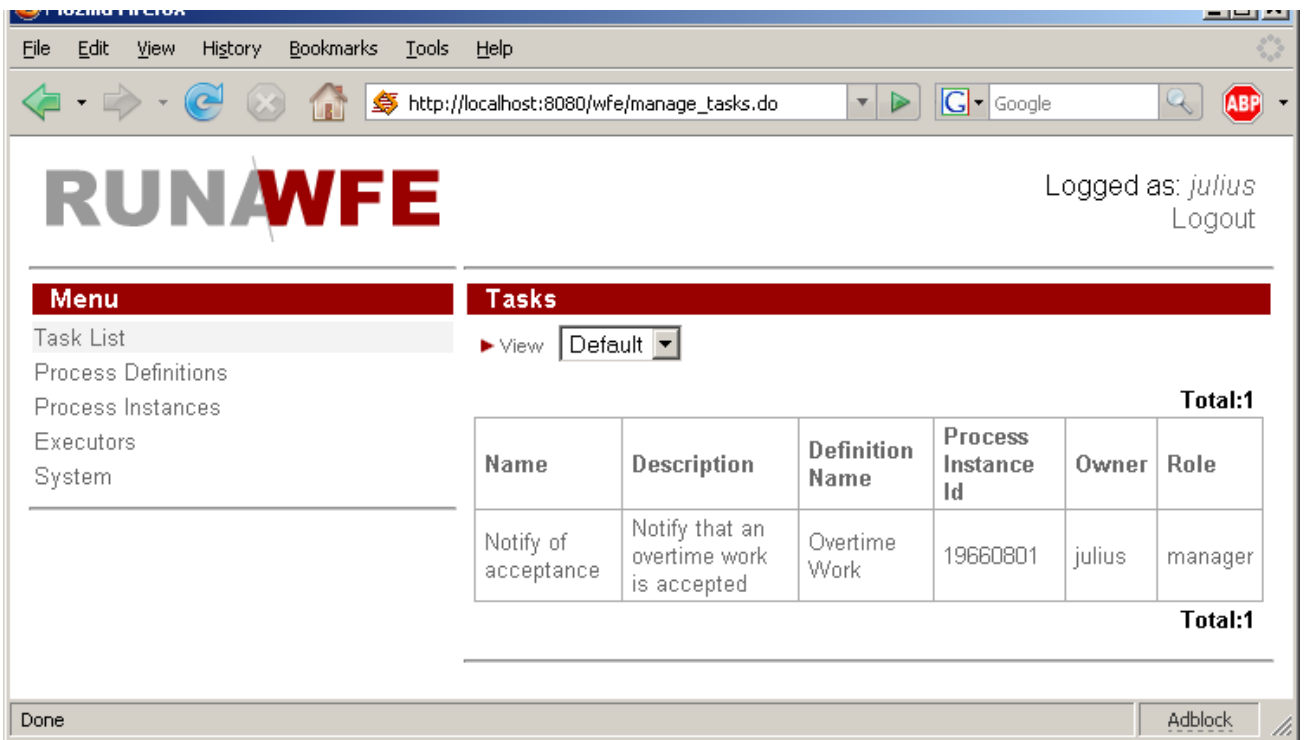 Mozilla Firefox
File Edit View History Bookmarks Tools Help
http://localhost:8080/wfe/manage_tasks.do
G Google
ABP
RUNAWFE
Logged as: julius
Logout
Menu
Task List
Process Definitions
Process Instances
Executors
System
Tasks
View Default
Total:1
Name
Description
Definition
Name
Process
Instance
Id
Owner
Role
Notify of
acceptance
Notify that an
overtime work
is accepted
Overtime
Work
19660801
julius
manager
Total:1
Done
Adblock